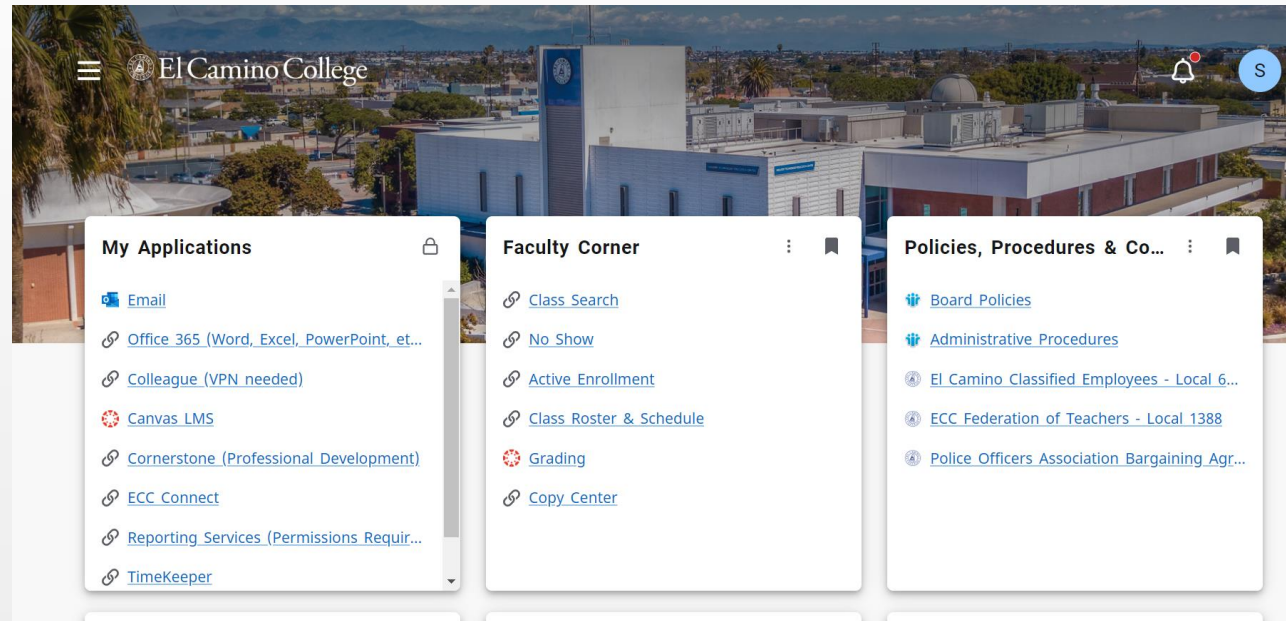 El Camino College
S
My Applications
Email
Office 365 (Word, Excel, PowerPoint, et...
Colleague (VPN needed)
Canvas LMS
Cornerstone (Professional Development)
ECC Connect
Reporting Services (Permissions Requir...
TimeKeeper
Faculty Corner
Class Search
No Show
Active Enrollment
Class Roster & Schedule
Grading
Copy Center
Policies, Procedures & Co...
Board Policies
Administrative Procedures
El Camino Classified Employees - Local 6...
ECC Federation of Teachers - Local 1388
Police Officers Association Bargaining Agr...